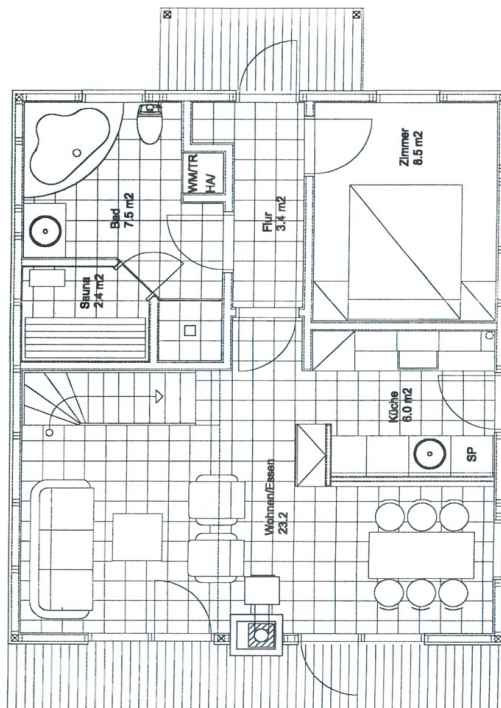 Zimmer
8.5 m2
WM/TR
HA/
Bad
7.5 m2
Flur
3.4 m2
Sauna
2.4 m2
Küche
6.0 m2
Wohnen/Essen
23.2
SP